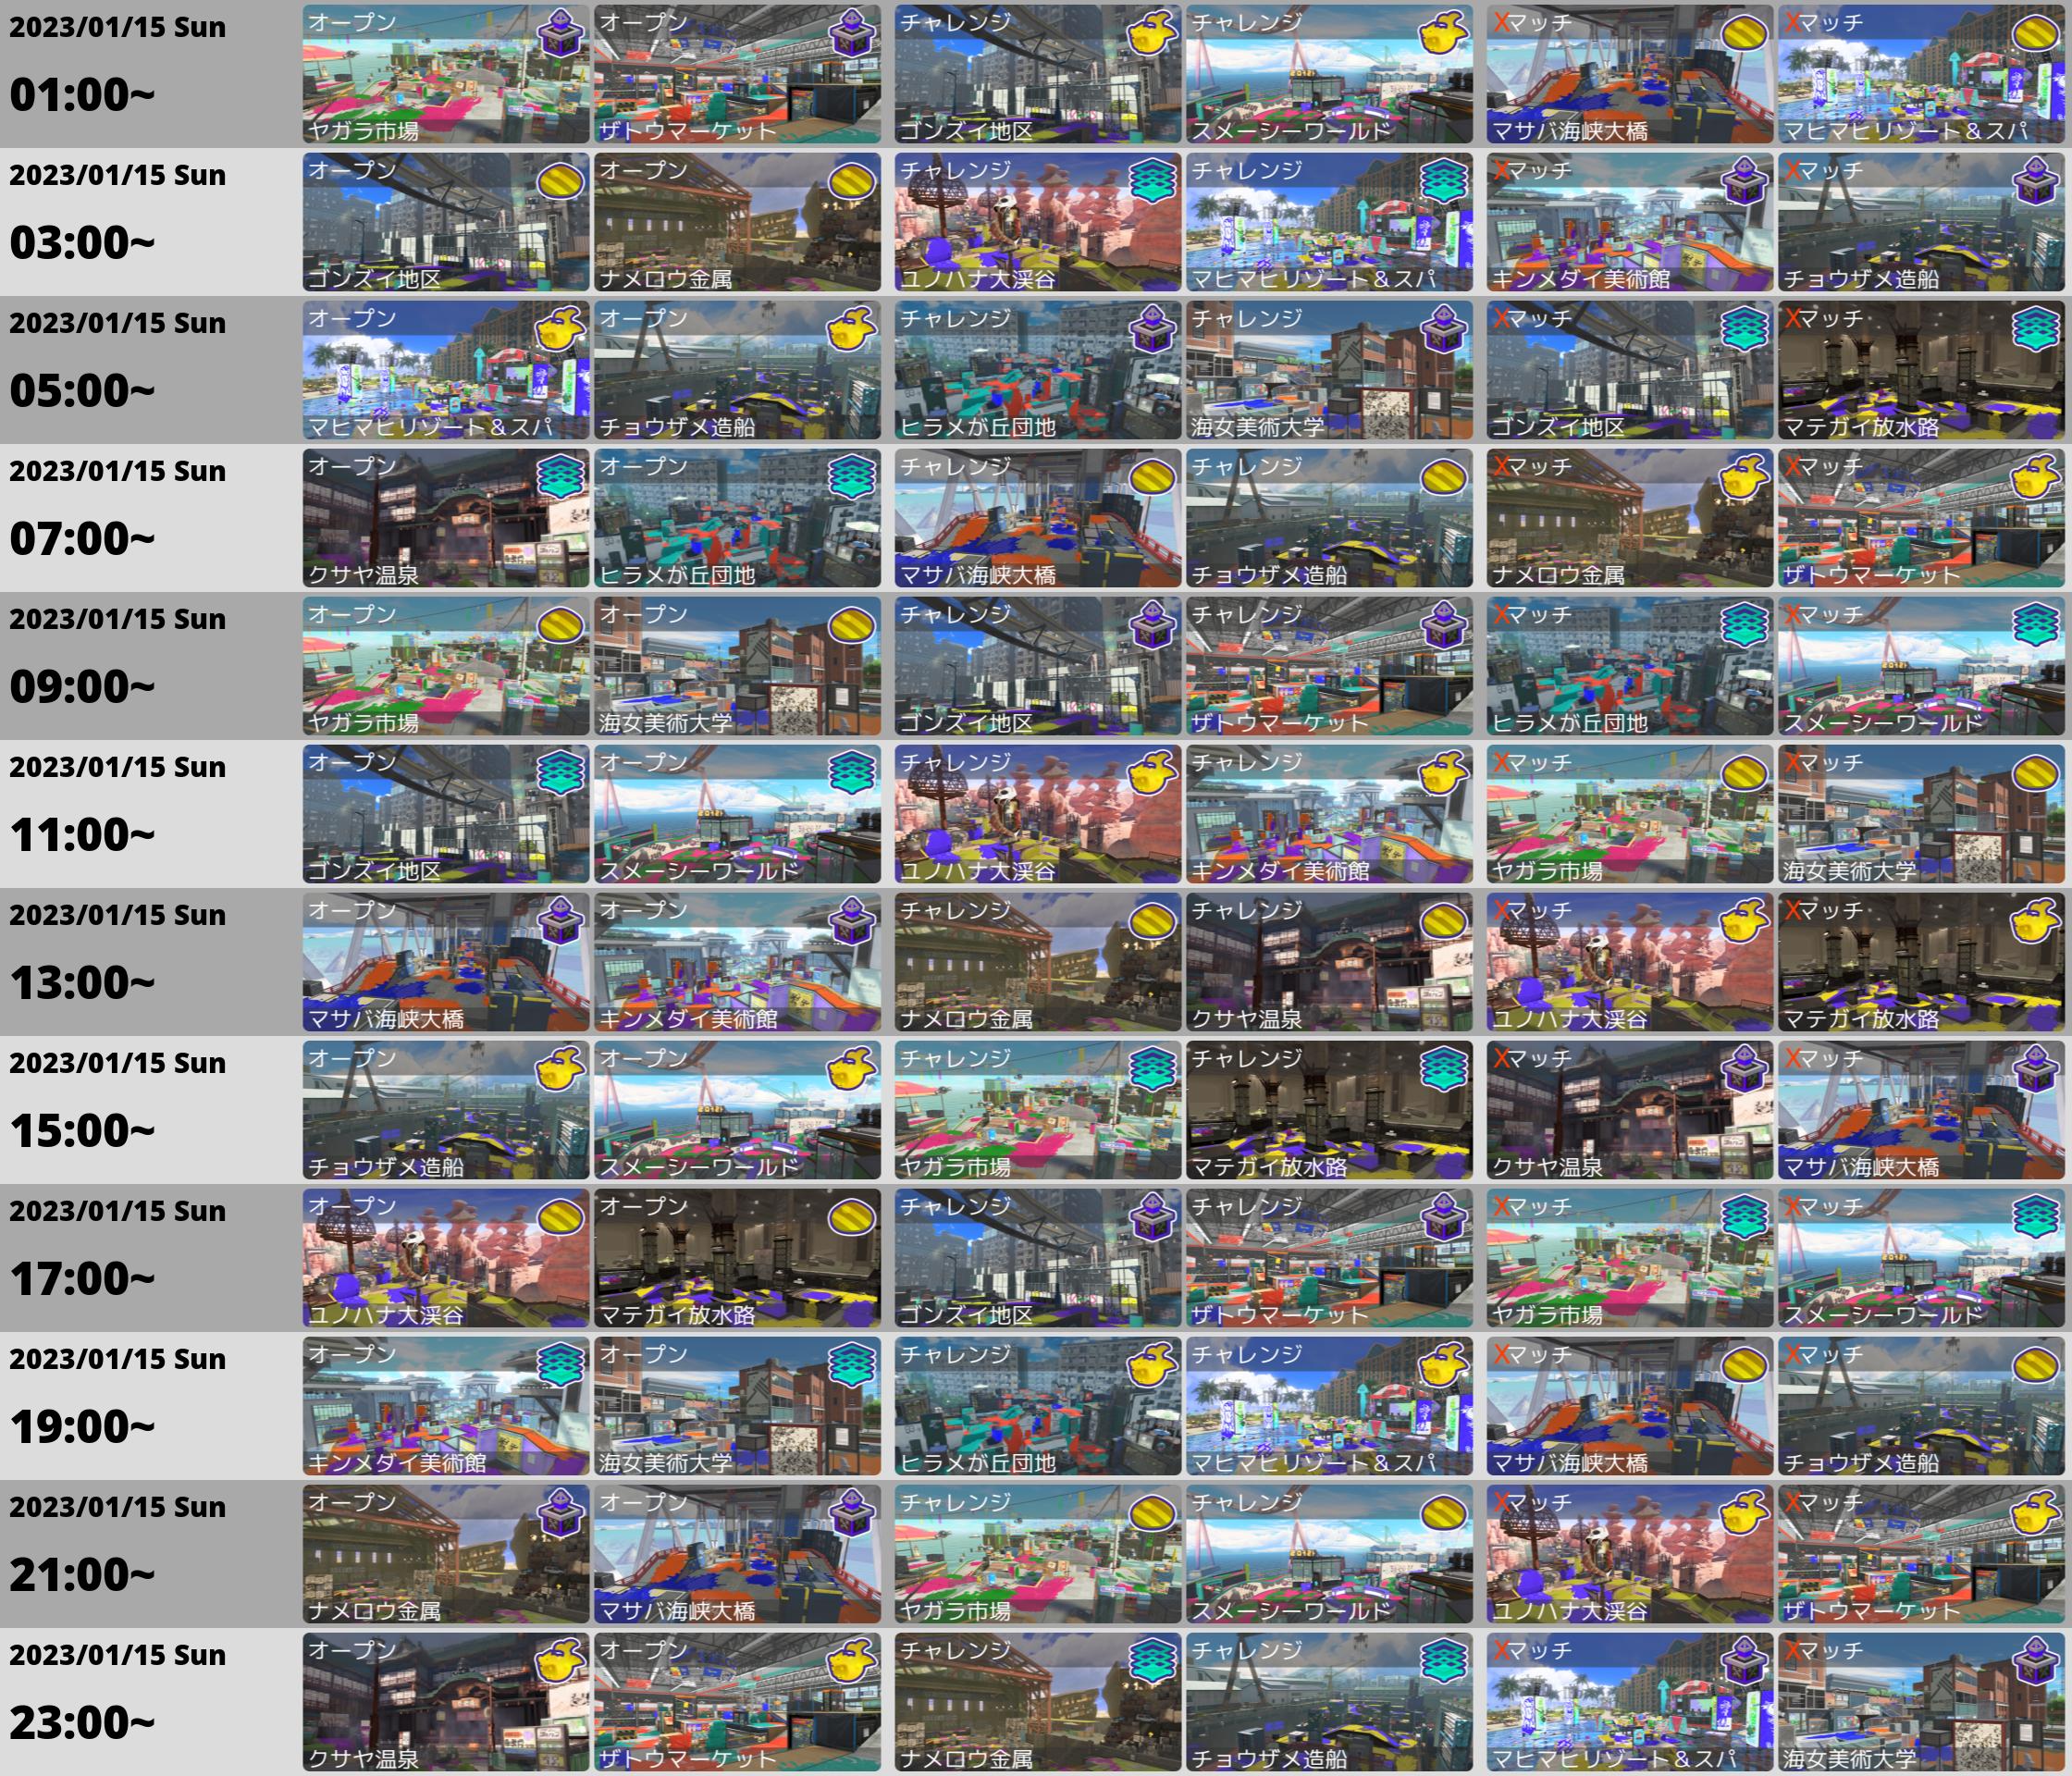 2023/01/15 Sun
01:00~
オープン オープン チャレンジ チャレンジ Xマッチ Xマッチ
ヤガラ市場 ザトウマーケット ゴンズイ地区 スメーシーワールド マサバ海峡大橋 マヒマヒリゾート＆スパ
2023/01/15 Sun
03:00~
オープン オープン チャレンジ チャレンジ Xマッチ Xマッチ
ゴンズイ地区 ナメロウ金属 ユノハナ大渓谷 マヒマヒリゾート＆スパ キンメダイ美術館 チョウザメ造船
2023/01/15 Sun
05:00~
オープン オープン チャレンジ チャレンジ Xマッチ Xマッチ
マヒマヒリゾート＆スパ チョウザメ造船 ヒラメが丘団地 海女美術大学 ゴンズイ地区 マテガイ放水路
2023/01/15 Sun
07:00~
オープン オープン チャレンジ チャレンジ Xマッチ Xマッチ
クサヤ温泉 ヒラメが丘団地 マサバ海峡大橋 チョウザメ造船 ナメロウ金属 ザトウマーケット
2023/01/15 Sun
09:00~
オープン オープン チャレンジ チャレンジ Xマッチ Xマッチ
ヤガラ市場 海女美術大学 ゴンズイ地区 ザトウマーケット ヒラメが丘団地 スメーシーワールド
2023/01/15 Sun
11:00~
オープン オープン チャレンジ チャレンジ Xマッチ Xマッチ
ゴンズイ地区 スメーシーワールド ユノハナ大渓谷 キンメダイ美術館 ヤガラ市場 海女美術大学
2023/01/15 Sun
13:00~
オープン オープン チャレンジ チャレンジ Xマッチ Xマッチ
マサバ海峡大橋 キンメダイ美術館 ナメロウ金属 クサヤ温泉 ユノハナ大渓谷 マテガイ放水路
2023/01/15 Sun
15:00~
オープン オープン チャレンジ チャレンジ Xマッチ Xマッチ
チョウザメ造船 スメーシーワールド ヤガラ市場 マテガイ放水路 クサヤ温泉 マサバ海峡大橋
2023/01/15 Sun
17:00~
オープン オープン チャレンジ チャレンジ Xマッチ Xマッチ
ユノハナ大渓谷 マテガイ放水路 ゴンズイ地区 ザトウマーケット ヤガラ市場 スメーシーワールド
2023/01/15 Sun
19:00~
オープン オープン チャレンジ チャレンジ Xマッチ Xマッチ
キンメダイ美術館 海女美術大学 ヒラメが丘団地 マヒマヒリゾート＆スパ マサバ海峡大橋 チョウザメ造船
2023/01/15 Sun
21:00~
オープン オープン チャレンジ チャレンジ Xマッチ Xマッチ
ナメロウ金属 マサバ海峡大橋 ヤガラ市場 スメーシーワールド ユノハナ大渓谷 ザトウマーケット
2023/01/15 Sun
23:00~
オープン オープン チャレンジ チャレンジ Xマッチ Xマッチ
クサヤ温泉 ザトウマーケット ナメロウ金属 チョウザメ造船 マヒマヒリゾート＆スパ 海女美術大学